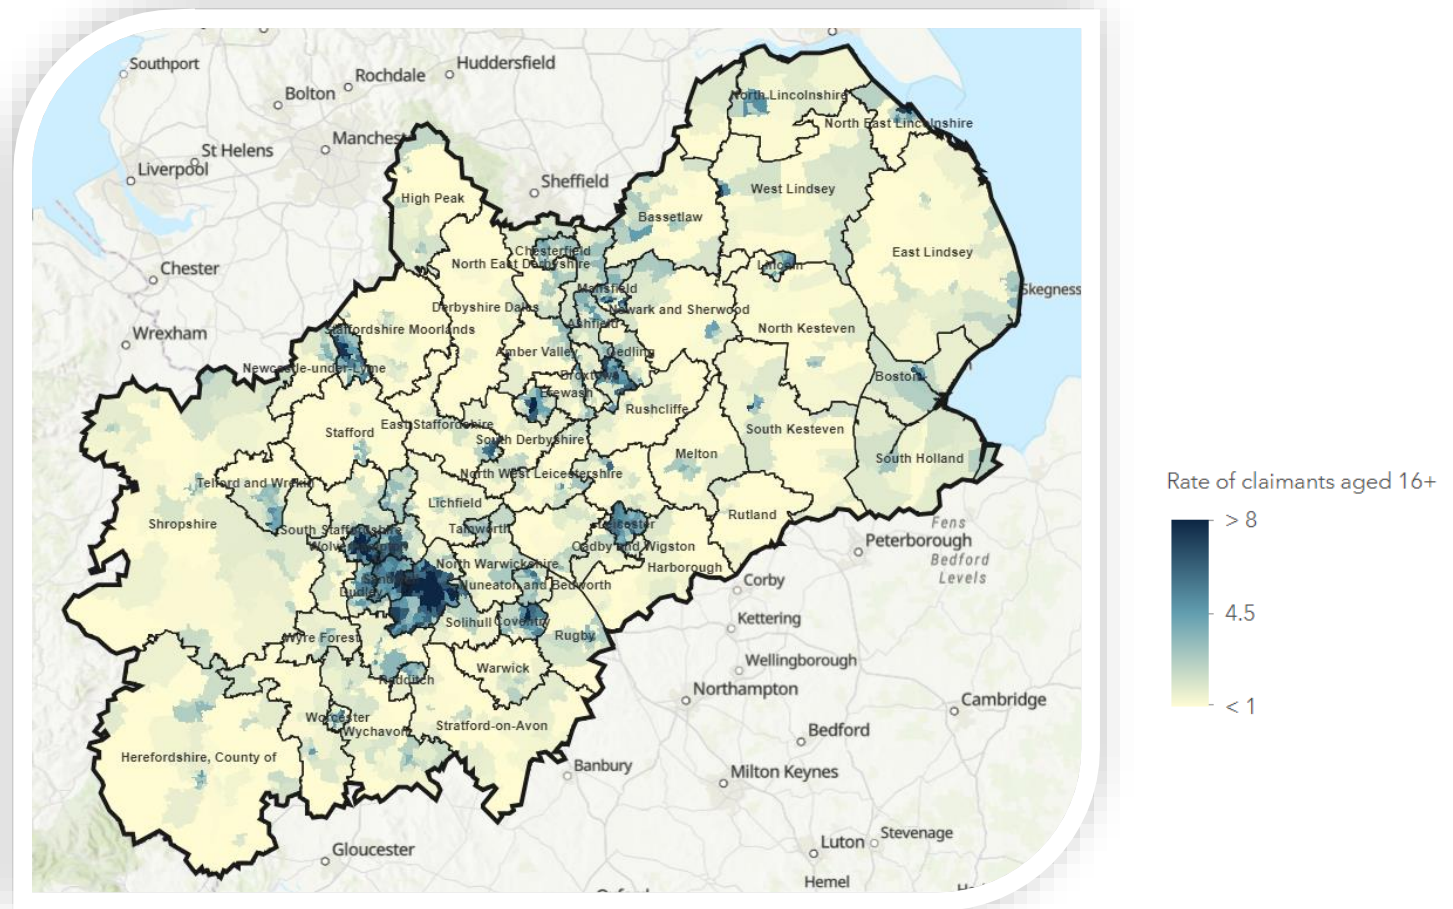 Southport
Huddersfield
Rochdale
Bolton
North Lincolnshire
North East Lincolnshire
St Helens
Liverpool
Sheffield
High Peak
West Lindsey
Bassetlaw
Chesterfield
East Lindsey
North East Derbyshire
Lincoln
Chester
Mansfield
Skegness
Derbyshire Dales
Newark and Sherwood
Ashfield
Staffordshire Moorlands
North Kesteven
Wrexham
Amber Valley
Gedling
Newcastle-under-Lyme
Broxtowe
Boston
Erewash
Rushcliffe
East Staffordshire
South Kesteven
Stafford
South Derbyshire
Melton
South Holland
North West Leicestershire
Telford and Wrekin
Lichfield
Rutland
Shropshire
South Staffordshire
Tamworth
Leicester
Fens
Peterborough
Oadby and Wigston
Bedford
Levels
North Warwickshire
Harborough
Corby
Nuneaton and Bedworth
Dudley
Solihull
Coventry
Kettering
Wyre Forest
Rugby
Wellingborough
Warwick
Redditch
Northampton
Cambridge
Worcester
Wychavon
Stratford-on-Avon
Bedford
Herefordshire, County of
Banbury
Milton Keynes
Stevenage
Luton
Gloucester
Hemel
Rate of claimants aged 16+
> 8
4.5
< 1